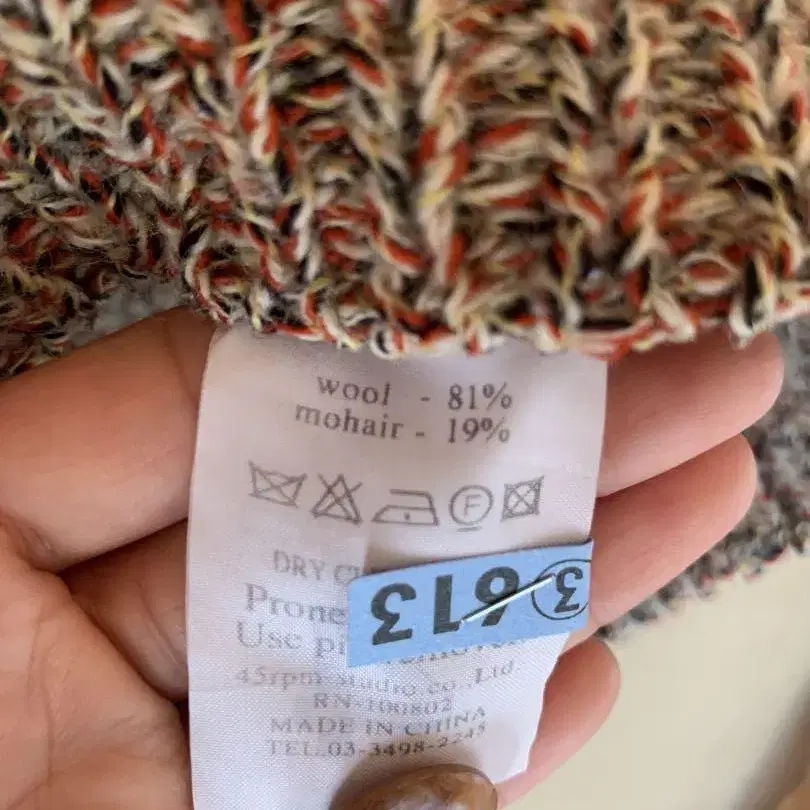 wool - 81%
mohair - 19%
F
DRY
Prone
Use
45rpm studio co.,Ltd.
RN-100802
MADE IN CHINA
TEL.03-3498-2245
3 613